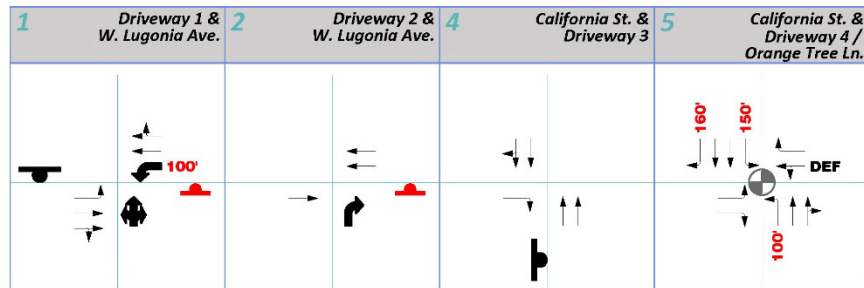 1
Driveway 1 &
W. Lugonia Ave.
2
Driveway 2 &
W. Lugonia Ave.
4
California St. &
Driveway 3
5
California St. &
Driveway 4 /
Orange Tree Ln.
100'
160'
150'
DEF
100'